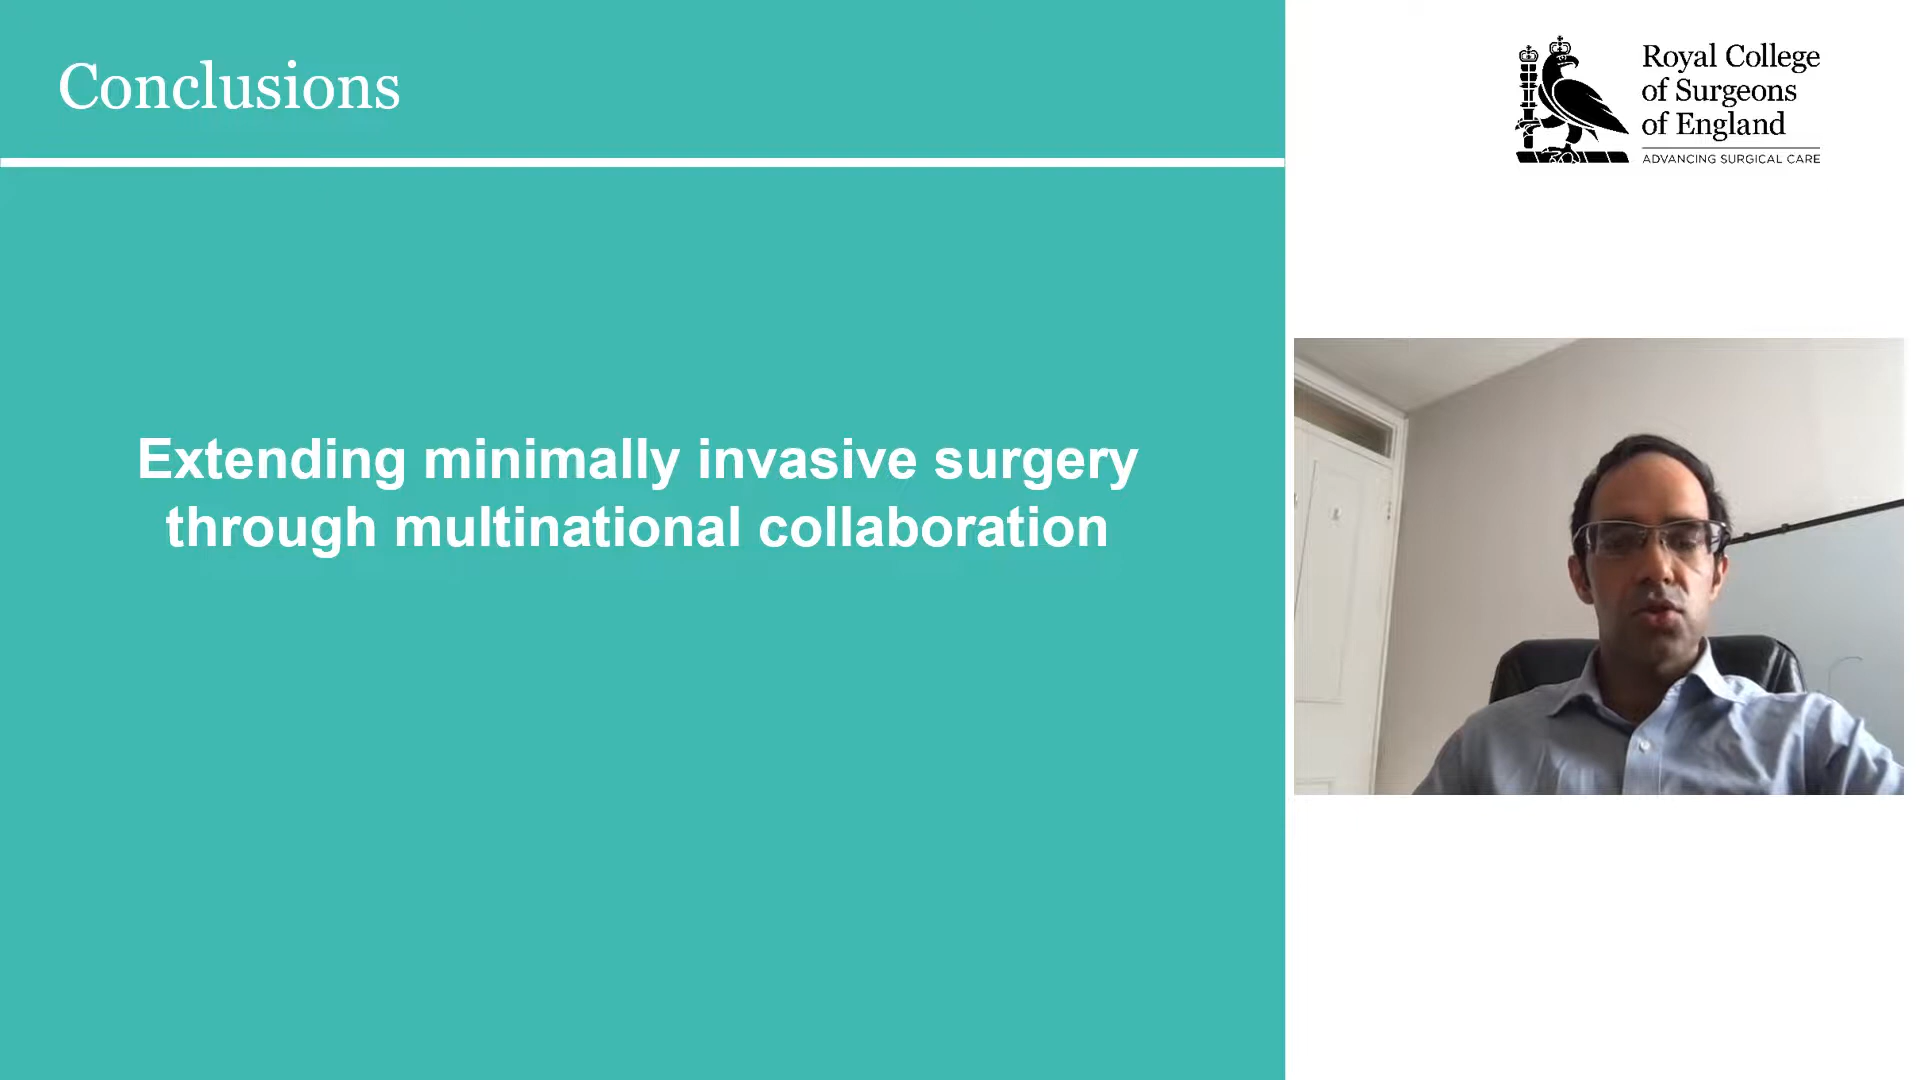 Conclusions
Extending minimally invasive surgery
through multinational collaboration
Royal College
of Surgeons
of England
ADVANCING SURGICAL CARE